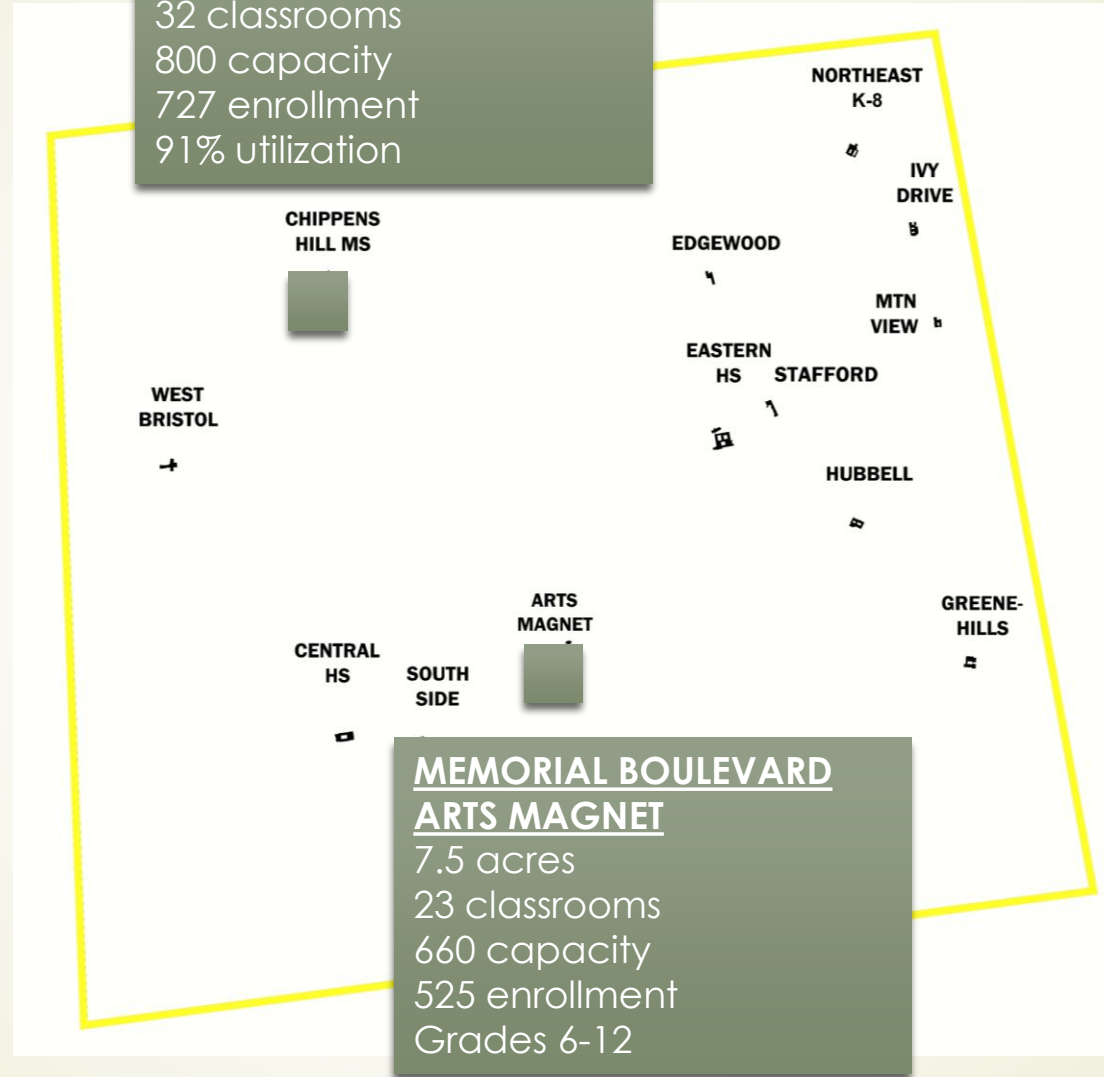 32 classrooms
800 capacity
727 enrollment
91% utilization
NORTHEAST
K-8
IVY
DRIVE
CHIPPENS
HILL MS
EDGEWOOD
MTN
VIEW
EASTERN
HS
STAFFORD
WEST
BRISTOL
HUBBELL
ARTS
MAGNET
GREENE-
HILLS
CENTRAL
HS
SOUTH
SIDE
MEMORIAL BOULEVARD
ARTS MAGNET
7.5 acres
23 classrooms
660 capacity
525 enrollment
Grades 6-12